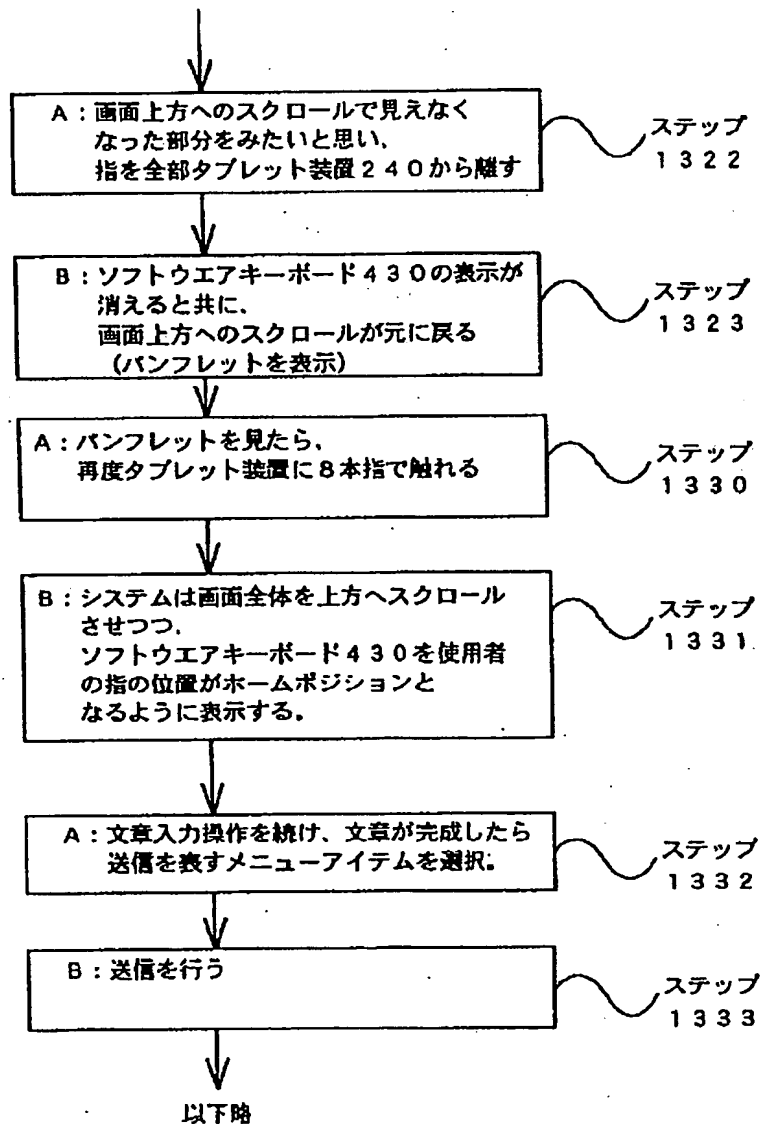 A：画面上方へのスクロールで見えなく
なった部分をみたいと思い、
指を全部タブレット装置２４０から離す
ステップ
１３２２
B：ソフトウエアキーボード４３０の表示が
消えると共に、
画面上方へのスクロールが元に戻る
（パンフレットを表示）
ステップ
１３２３
A：パンフレットを見たら、
再度タブレット装置に８本指で触れる
ステップ
１３３０
B：システムは画面全体を上方へスクロール
させつつ、
ソフトウエアキーボード４３０を使用者
の指の位置がホームポジションと
なるように表示する。
ステップ
１３３１
A：文章入力操作を続け、文章が完成したら
送信を表すメニューアイテムを選択。
ステップ
１３３２
B：送信を行う
ステップ
１３３３
以下略